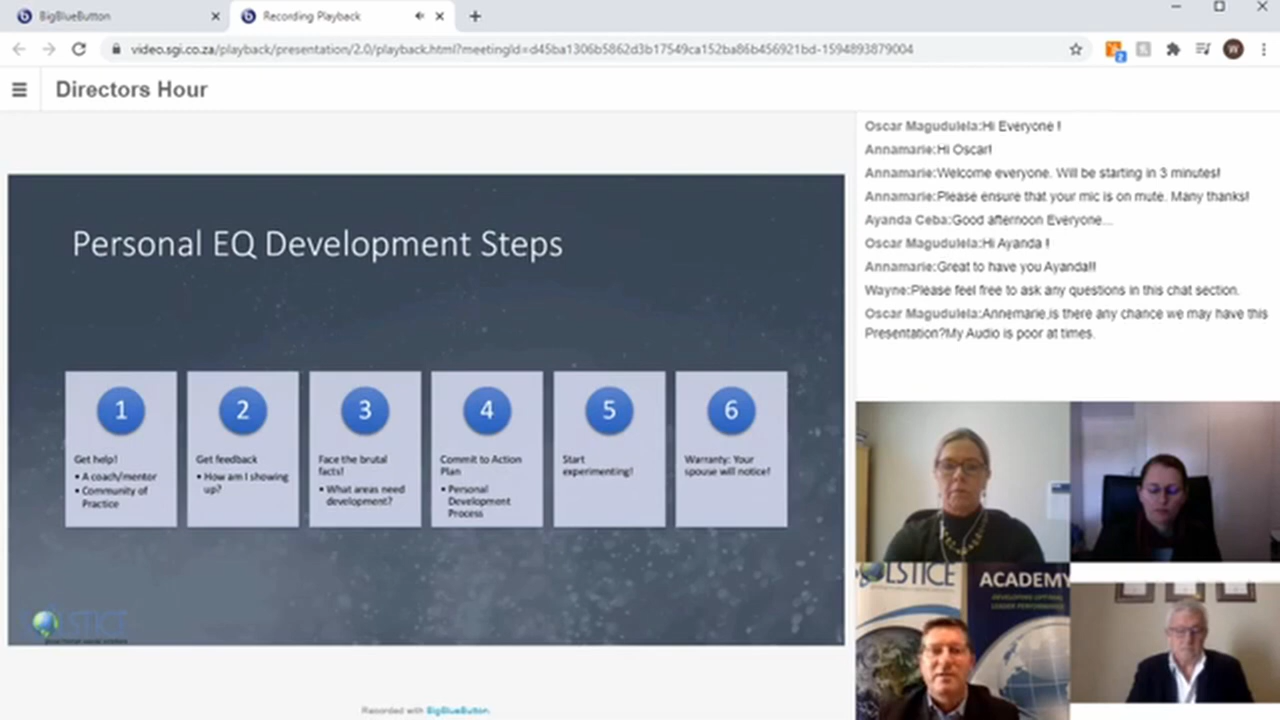 BigBlueButton
Recording Playback
video.sgi.co.za/playback/presentation/2.0/playback.html?meetingId=d45ba1306b5862d3b17549ca152ba86b456921bd-1594893879004
2
W
Directors Hour
Personal EQ Development Steps
1
Get help!
▪ A coach/mentor
▪ Community of
Practice
2
Get feedback
▪ How am I showing
up?
3
Face the brutal
facts!
▪ What areas need
development?
4
Commit to Action
Plan
▪ Personal
Development
Process
5
Start
experimenting!
6
Warranty: Your
spouse will notice!
Recorded with BigBlueButton.
Oscar Magudulela:Hi Everyone !
Annamarie:Hi Oscar!
Annamarie:Welcome everyone. Will be starting in 3 minutes!
Annamarie:Please ensure that your mic is on mute. Many thanks!
Ayanda Ceba:Good afternoon Everyone...
Oscar Magudulela:Hi Ayanda !
Annamarie:Great to have you Ayanda!!!
Wayne:Please feel free to ask any questions in this chat section.
Oscar Magudulela:Annemarie,is there any chance we may have this
Presentation?My Audio is poor at times.
OLSTICE
ACADEMY
DEVELOPING OPTIMAL
LEADER PERFORMANCE